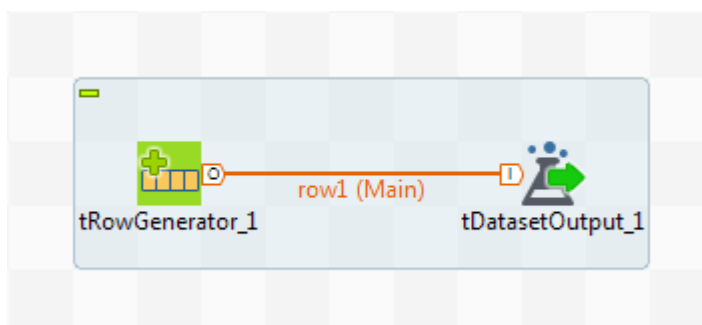 O
row1 (Main)
I
tRowGenerator_1
tDatasetOutput_1